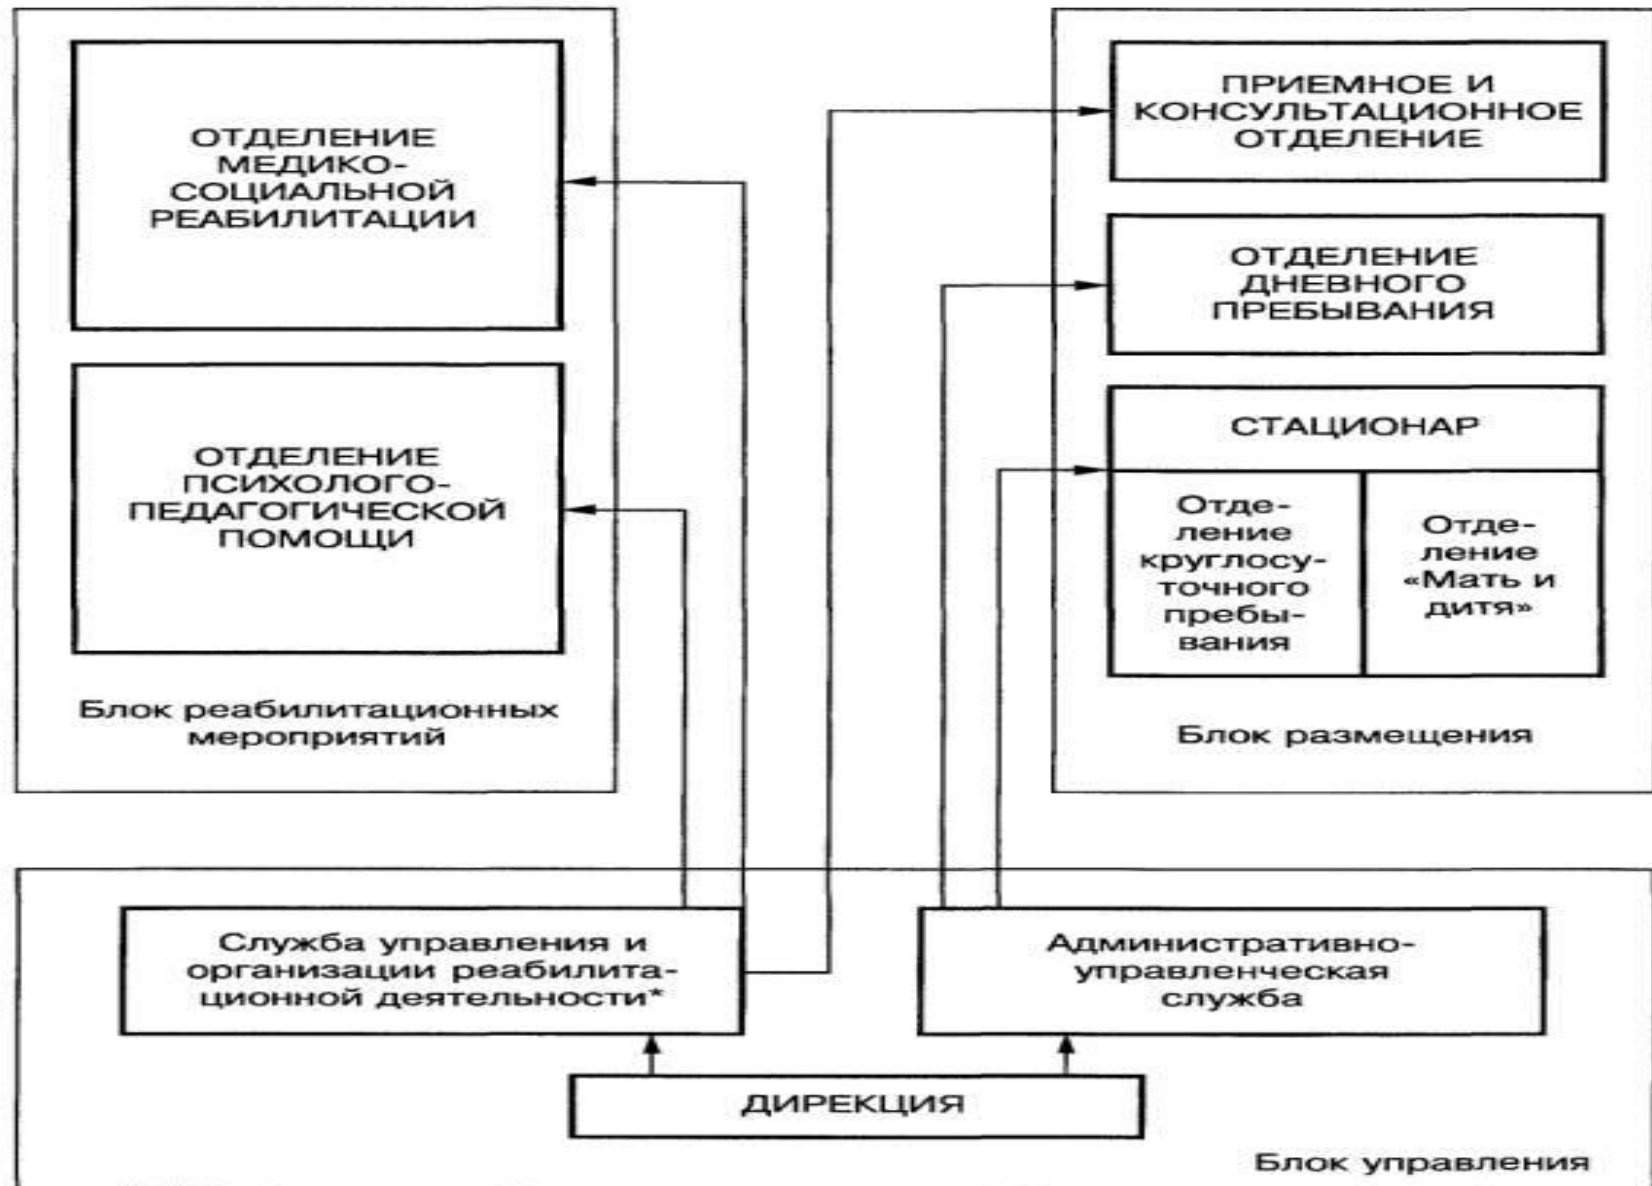 ОТДЕЛЕНИЕ
МЕДИКО-
СОЦИАЛЬНОЙ
РЕАБИЛИТАЦИИ
ОТДЕЛЕНИЕ
ПСИХОЛОГО-
ПЕДАГОГИЧЕСКОЙ
ПОМОЩИ
Блок реабилитационных
мероприятий
ПРИЕМНОЕ И
КОНСУЛЬТАЦИОННОЕ
ОТДЕЛЕНИЕ
ОТДЕЛЕНИЕ
ДНЕВНОГО
ПРЕБЫВАНИЯ
СТАЦИОНАР
Отде-
ление
круглосу-
точного
пребы-
вания
Отде-
ление
«Мать и
дитя»
Блок размещения
Служба управления и
организации реабилита-
ционной деятельности*
Административно-
управленческая
служба
ДИРЕКЦИЯ
Блок управления